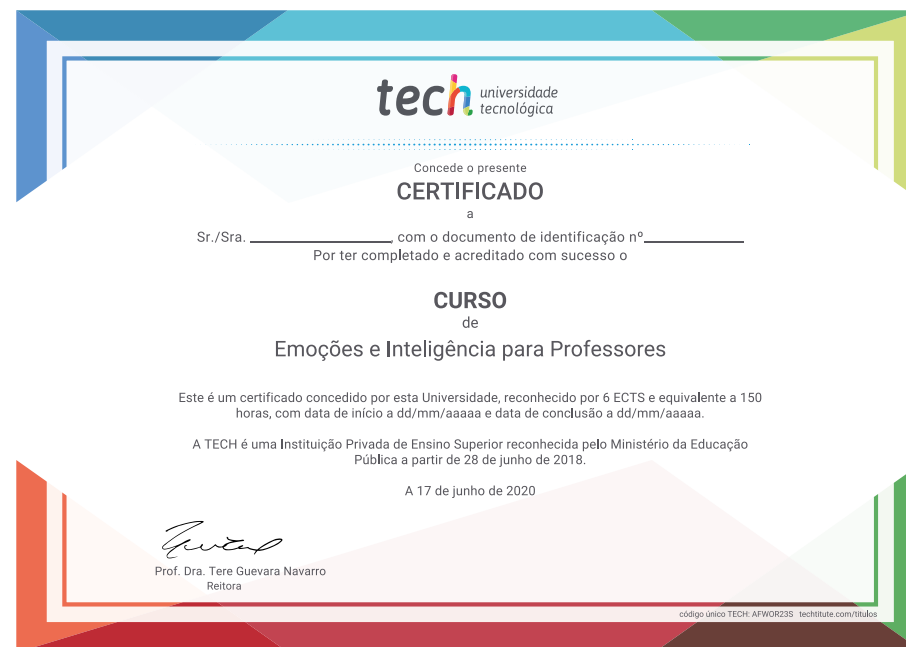 tech universidade
tecnológica
Concede o presente
CERTIFICADO
a
Sr./Sra. ____________________, com o documento de identificação nº______________
Por ter completado e acreditado com sucesso o
CURSO
de
Emoções e Inteligência para Professores
Este é um certificado concedido por esta Universidade, reconhecido por 6 ECTS e equivalente a 150
horas, com data de início a dd/mm/aaaaa e data de conclusão a dd/mm/aaaaa.
A TECH é uma Instituição Privada de Ensino Superior reconhecida pelo Ministério da Educação
Pública a partir de 28 de junho de 2018.
A 17 de junho de 2020
Prof. Dra. Tere Guevara Navarro
Reitora
código único TECH: AFWOR23S techtitute.com/titulos